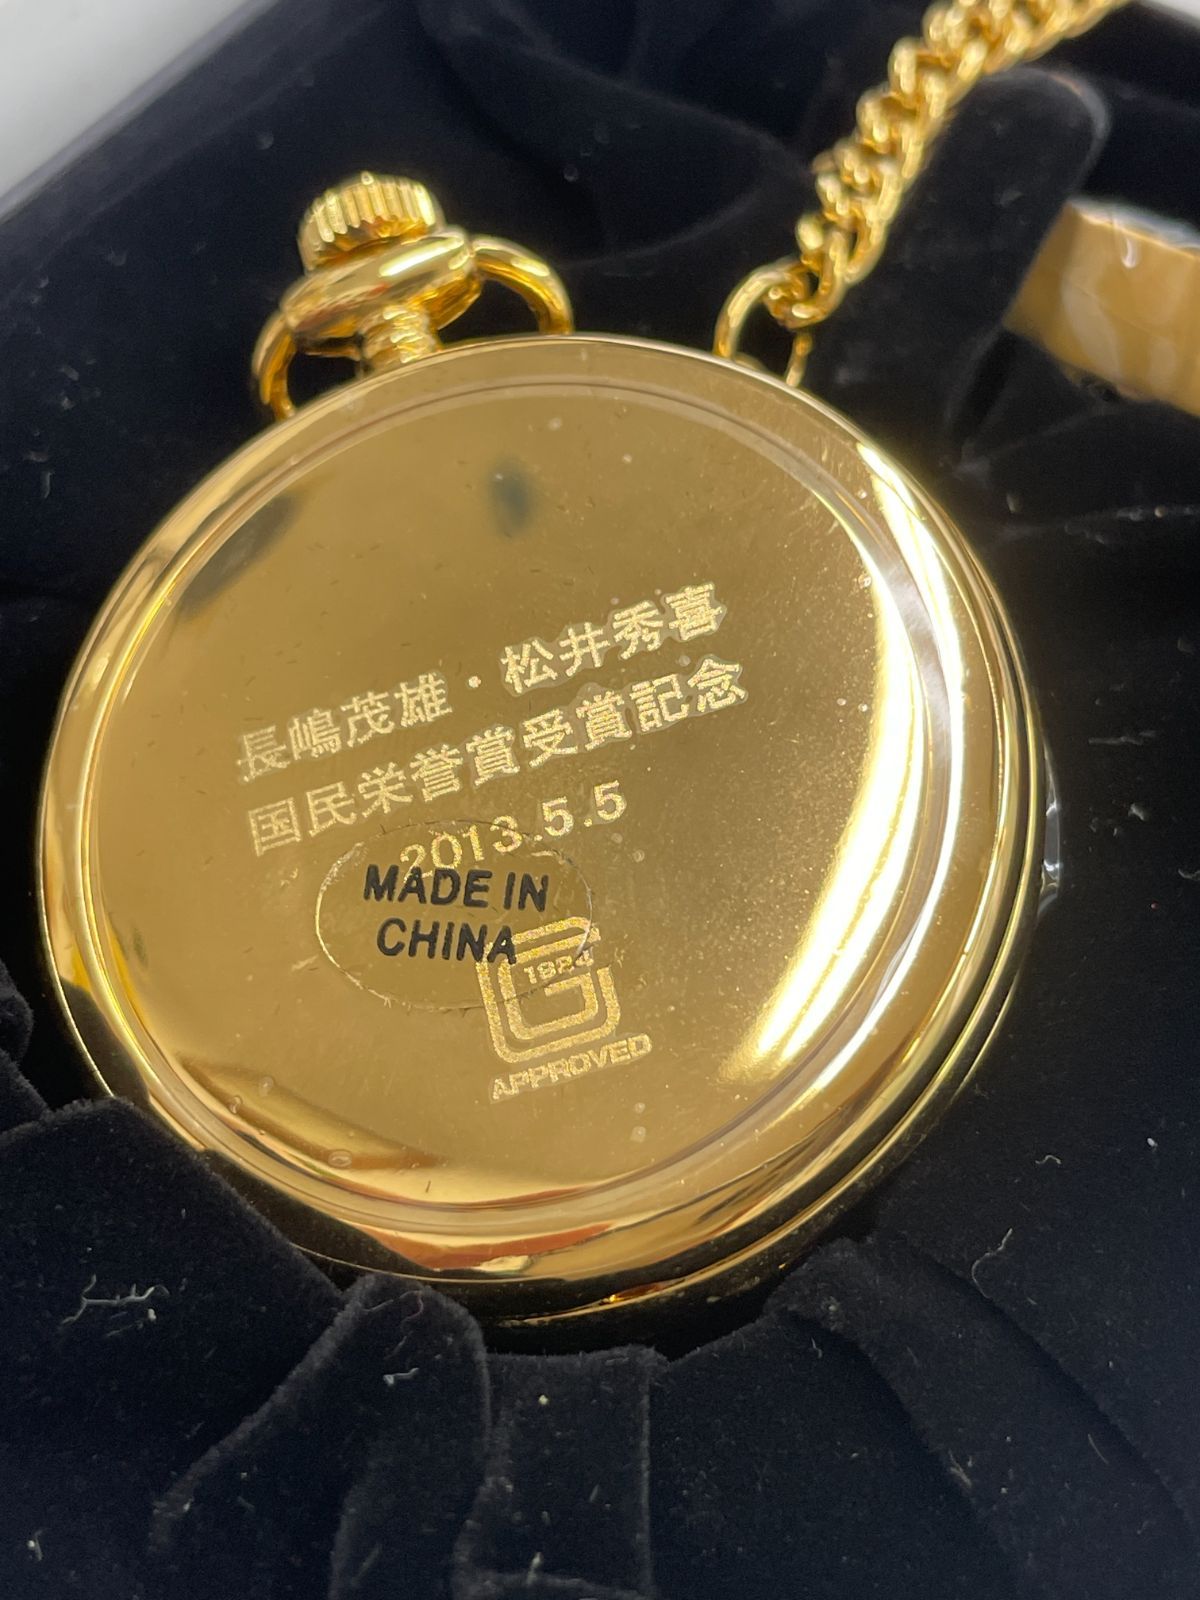 長嶋茂雄・松井秀喜
国民栄誉賞受賞記念
2013.5.5
MADE IN
CHINA
1924
APPROVED